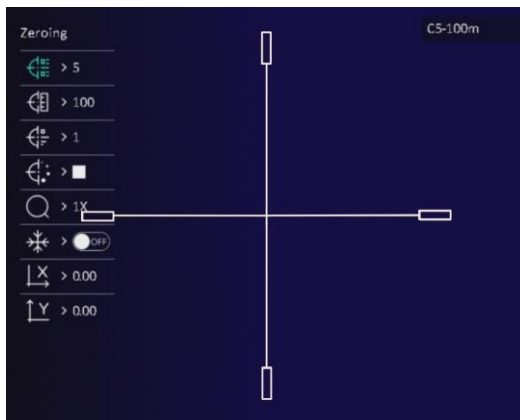 Zeroing
C5-100m
> 5
> 100
> 1
>
> 1X
> OFF
X > 0.00
Y > 0.00